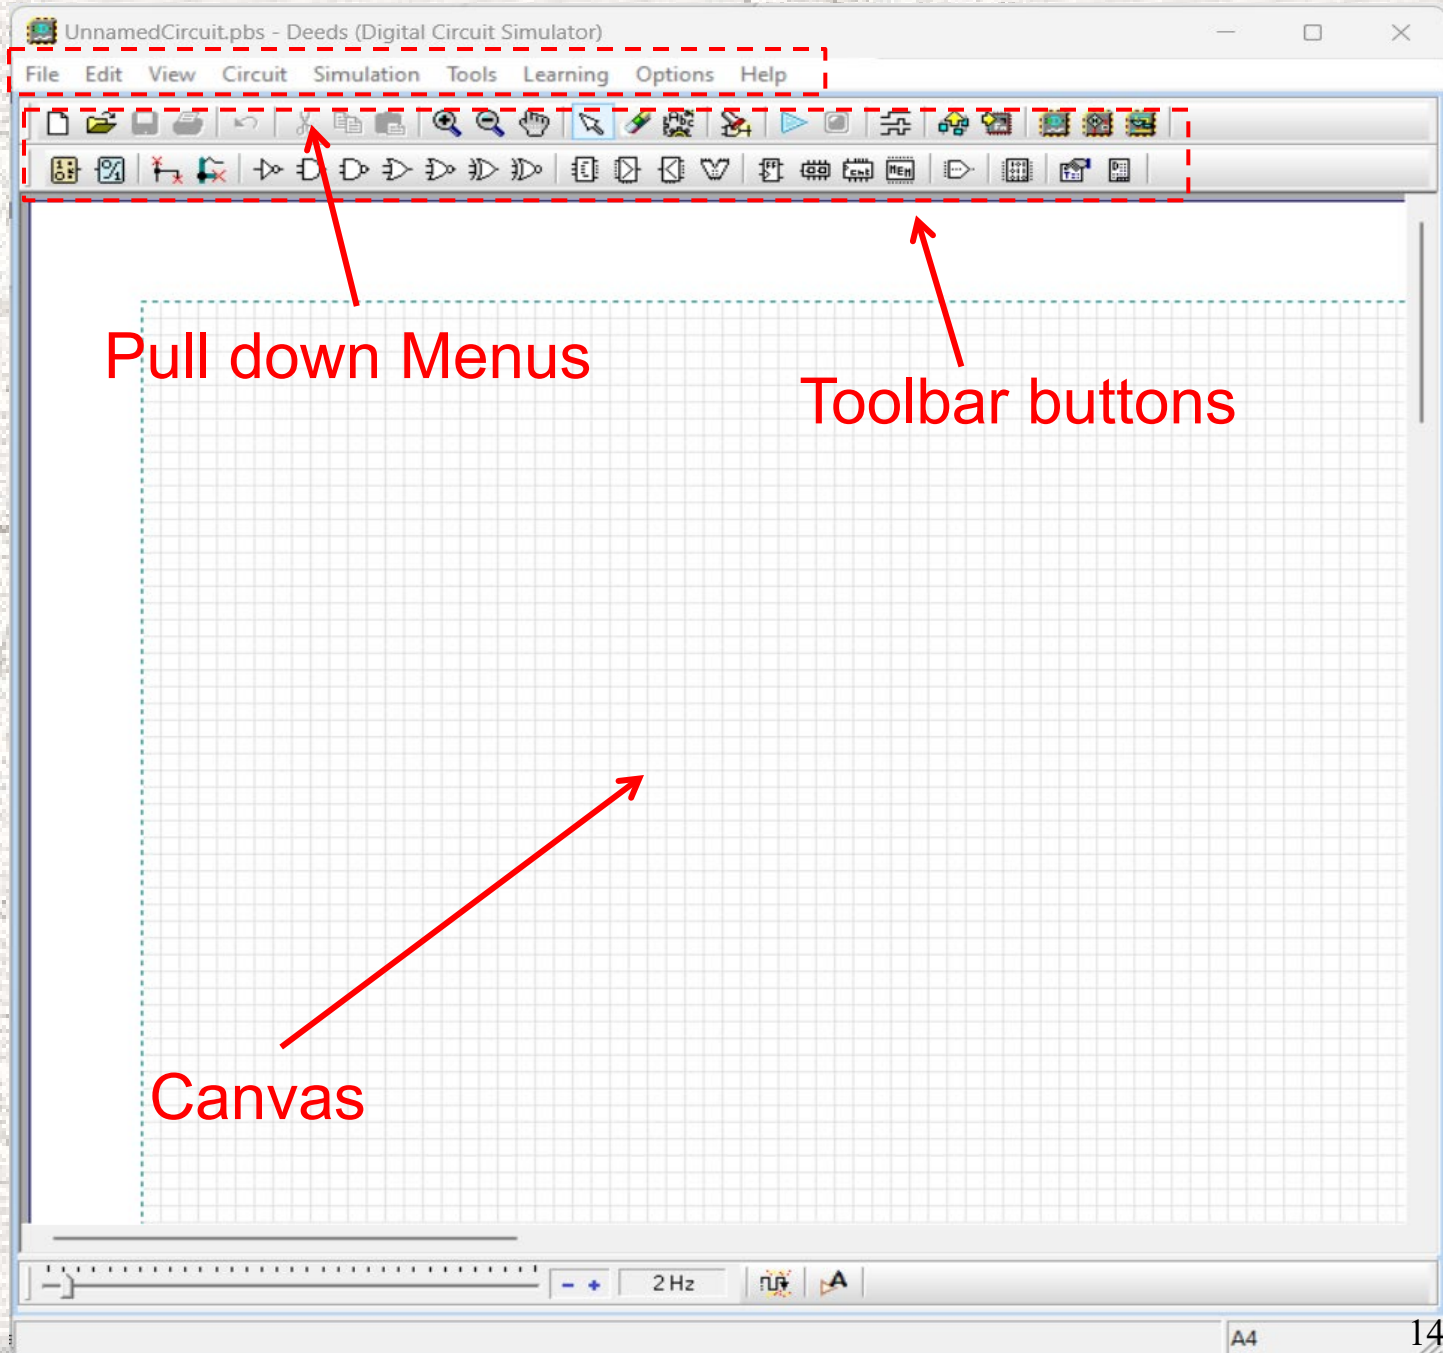 UnnamedCircuit.pbs - Deeds (Digital Circuit Simulator)
File Edit View Circuit Simulation Tools Learning Options Help
Pull down Menus
Toolbar buttons
Canvas
2 Hz
A4
14